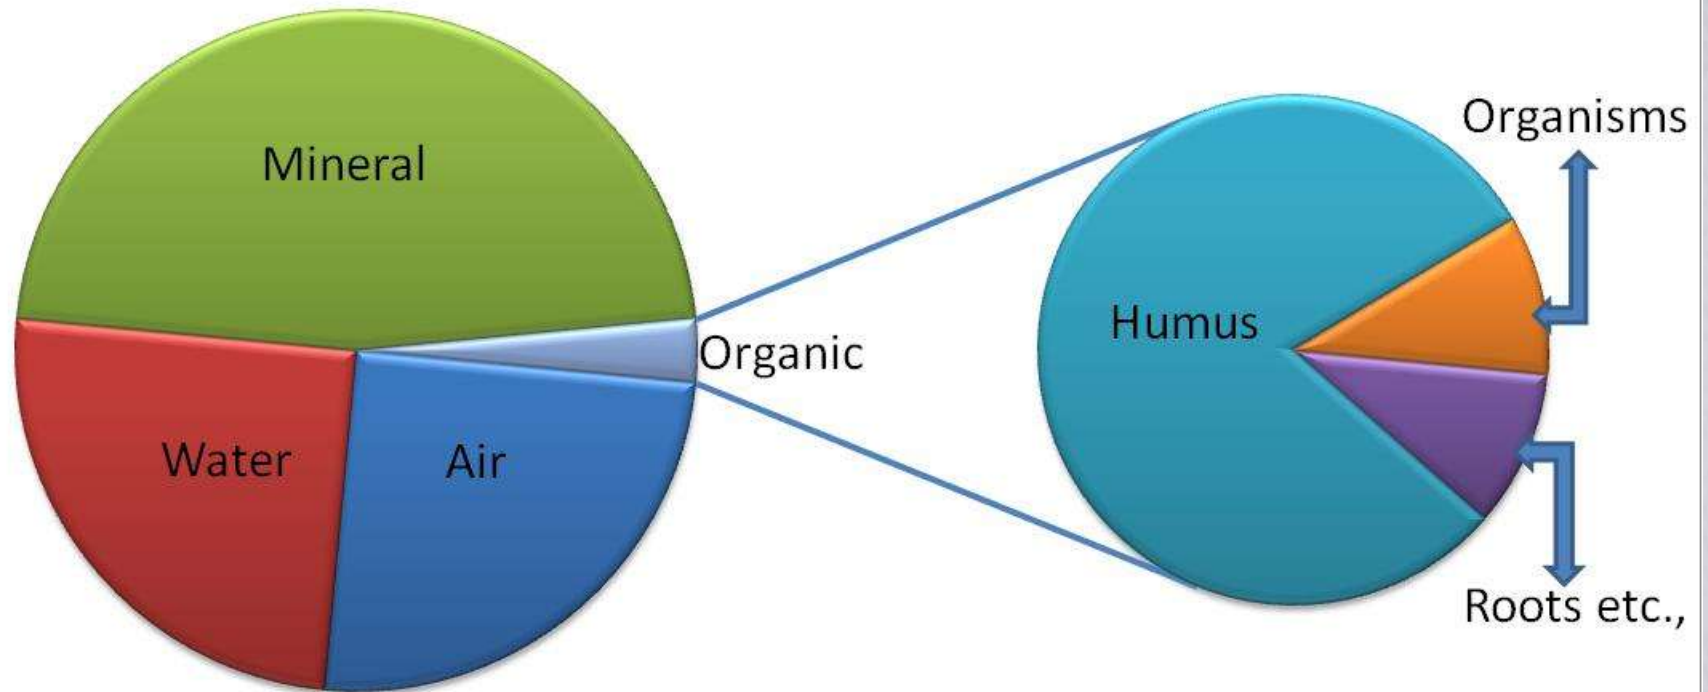 Mineral
Water
Air
Organic
Humus
Organisms
Roots etc.,